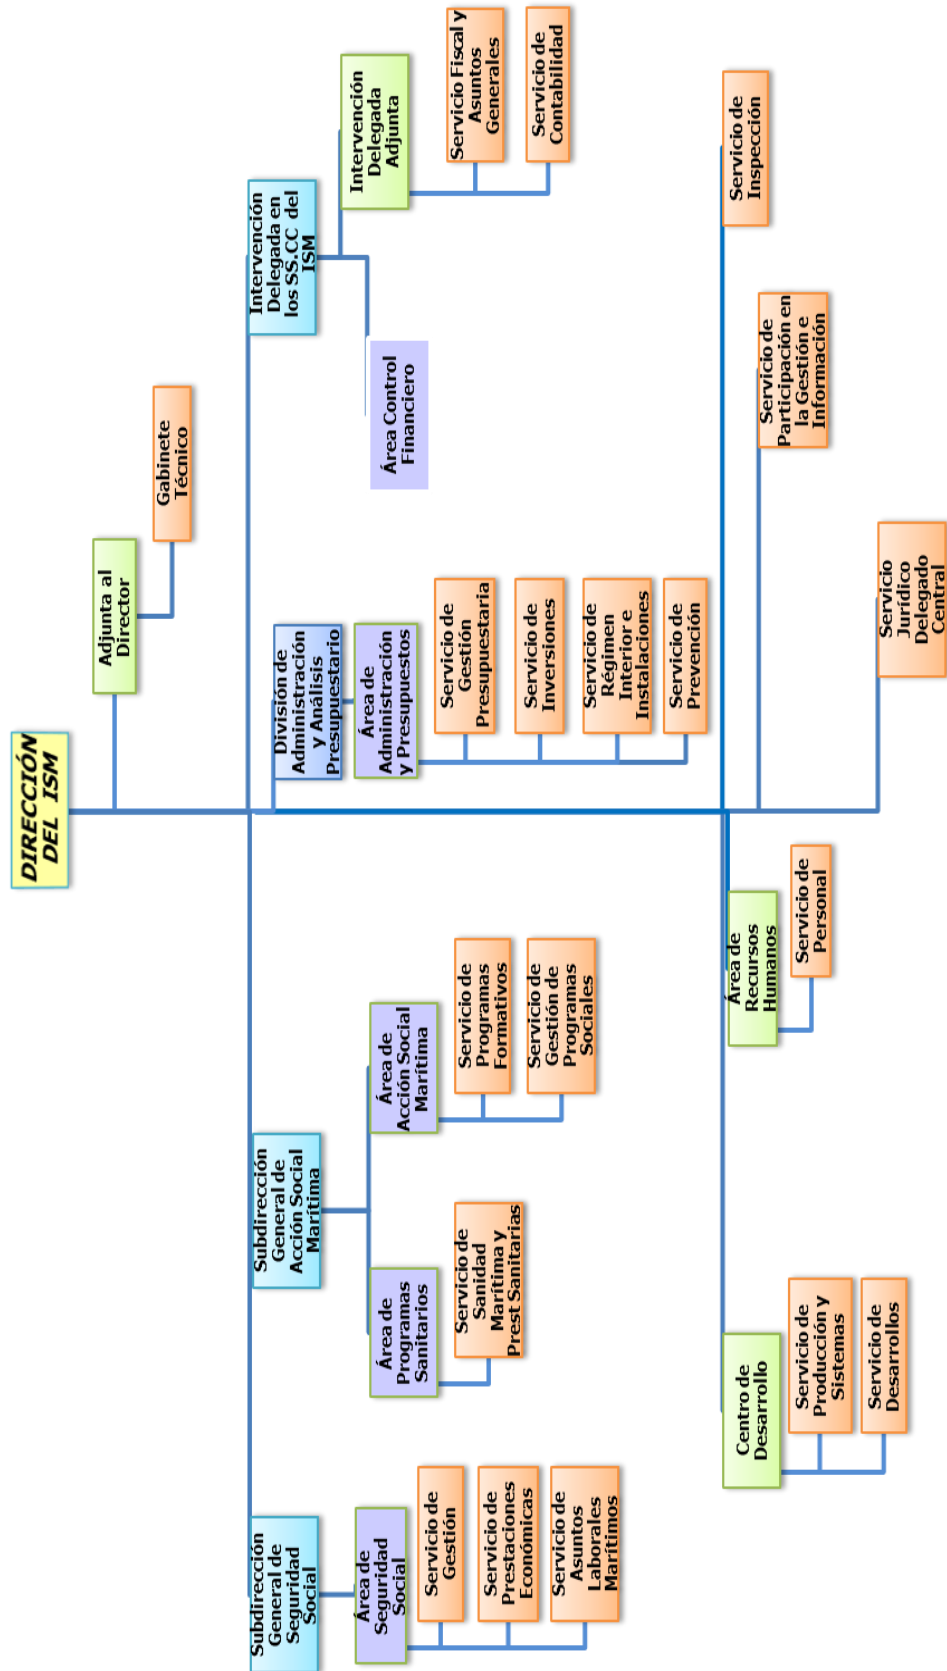 DIRECCIÓN
DEL ISM
Adjunta al
Director
Gabinete
Técnico
Subdirección
General de
Seguridad
Social
Área de
Seguridad
Social
Servicio de
Gestión
Servicio de
Prestaciones
Económicas
Servicio de
Asuntos
Laborales
Marítimos
Subdirección
General de
Acción Social
Marítima
Área de
Programas
Sanitarios
Servicio de
Sanidad
Marítima y
Prest Sanitarias
Área de
Acción Social
Marítima
Servicio de
Programas
Formativos
Servicio de
Gestión de
Programas
Sociales
División de
Administración
y Análisis
Presupuestario
Área de
Administración
y Presupuestos
Servicio de
Gestión
Presupuestaria
Servicio de
Inversiones
Servicio de
Régimen
Interior e
Instalaciones
Servicio de
Prevención
Intervención
Delegada en
los SS.CC del
ISM
Área Control
Financiero
Intervención
Delegada
Adjunta
Servicio Fiscal y
Asuntos
Generales
Servicio de
Contabilidad
Centro de
Desarrollo
Servicio de
Producción y
Sistemas
Servicio de
Desarrollos
Área de
Recursos
Humanos
Servicio de
Personal
Servicio
Jurídico
Delegado
Central
Servicio de
Participación en
la Gestión e
Información
Servicio de
Inspección